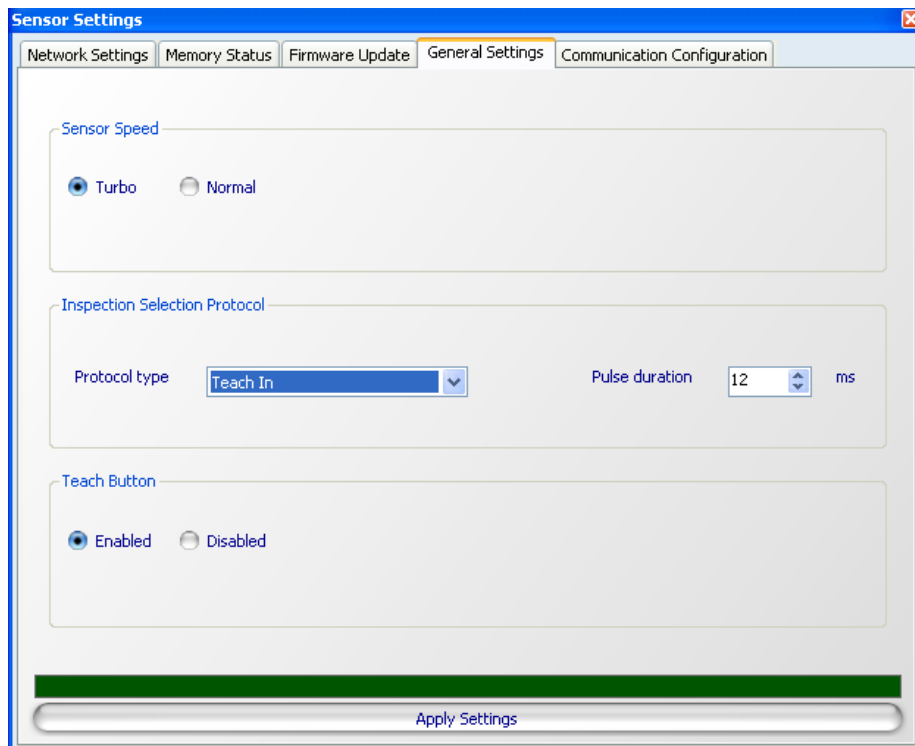 Sensor Settings
Network Settings Memory Status Firmware Update General Settings Communication Configuration
Sensor Speed
Turbo Normal
Inspection Selection Protocol
Protocol type Teach In Pulse duration 12 ms
Teach Button
Enabled Disabled
Apply Settings